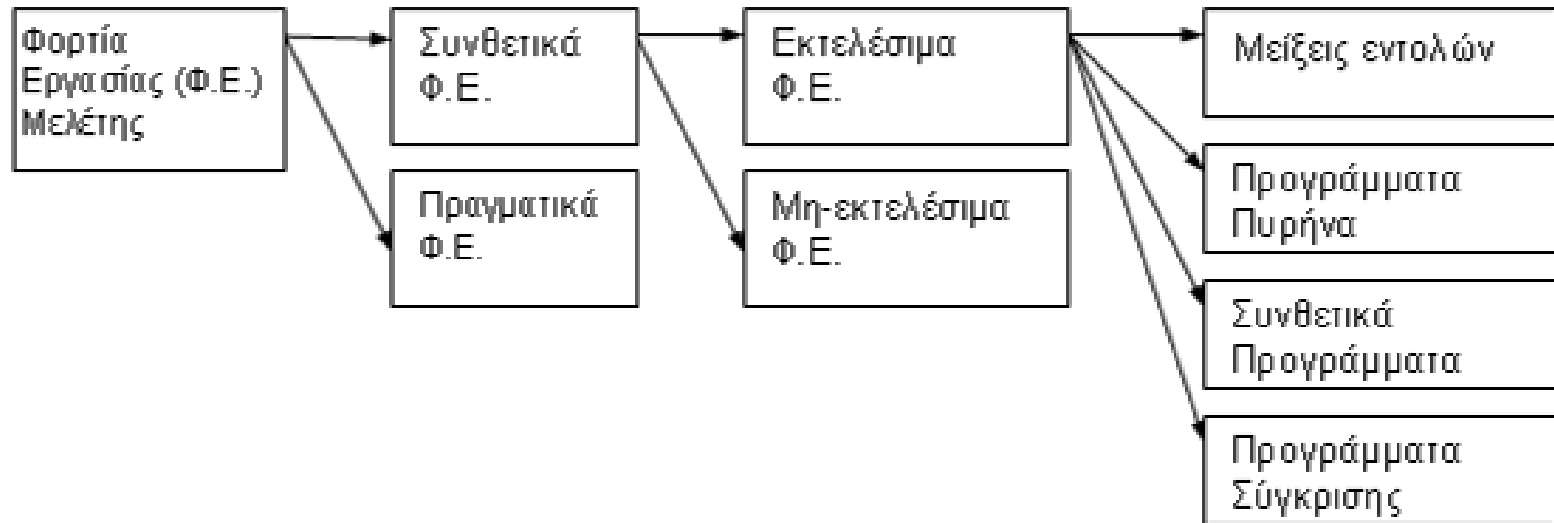 Φορτία
Εργασίας (Φ.Ε.)
Μελέτης
Συνθετικά
Φ.Ε.
Πραγματικά
Φ.Ε.
Εκτελέσιμα
Φ.Ε.
Μη-εκτελέσιμα
Φ.Ε.
Μείξεις εντολών
Προγράμματα
Πυρήνα
Συνθετικά
Προγράμματα
Προγράμματα
Σύγκρισης